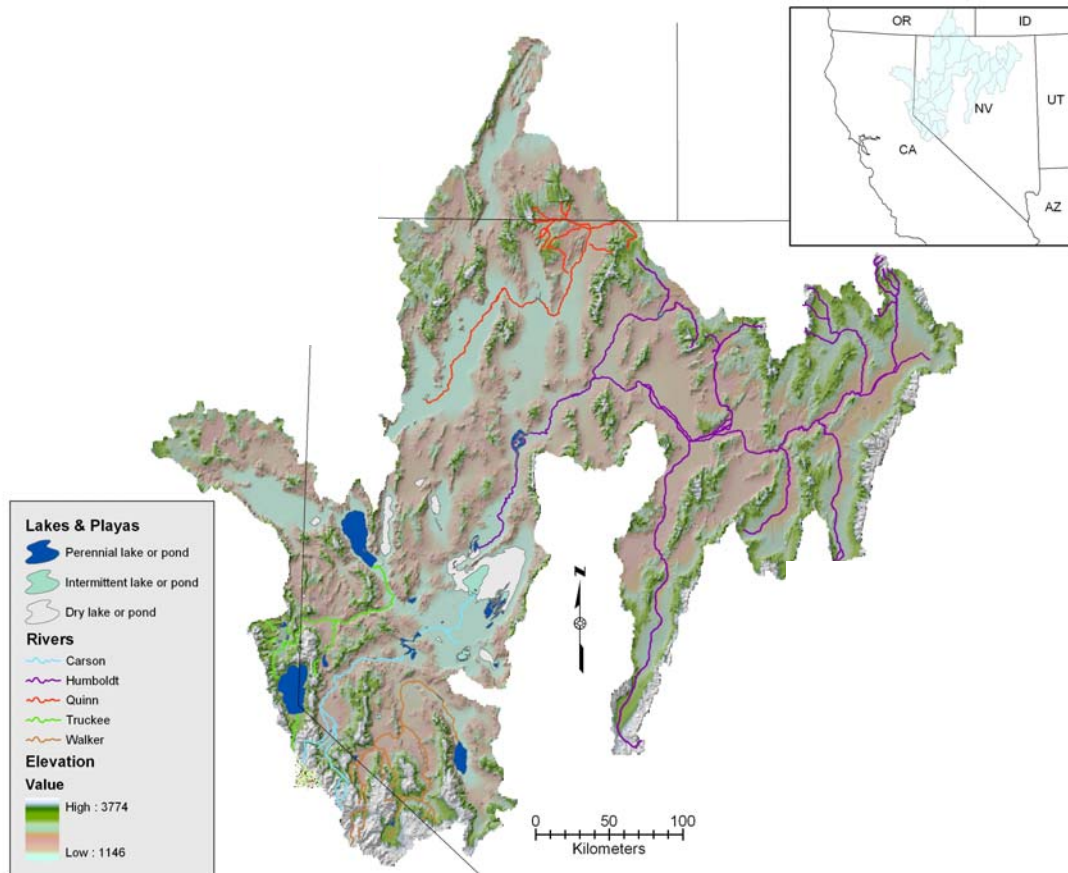 OR
ID
NV
UT
CA
AZ
Lakes & Playas
Perennial lake or pond
Intermittent lake or pond
Dry lake or pond
Rivers
Carson
Humboldt
Quinn
Truckee
Walker
Elevation
Value
High : 3774
Low : 1146
N
0 50 100
Kilometers